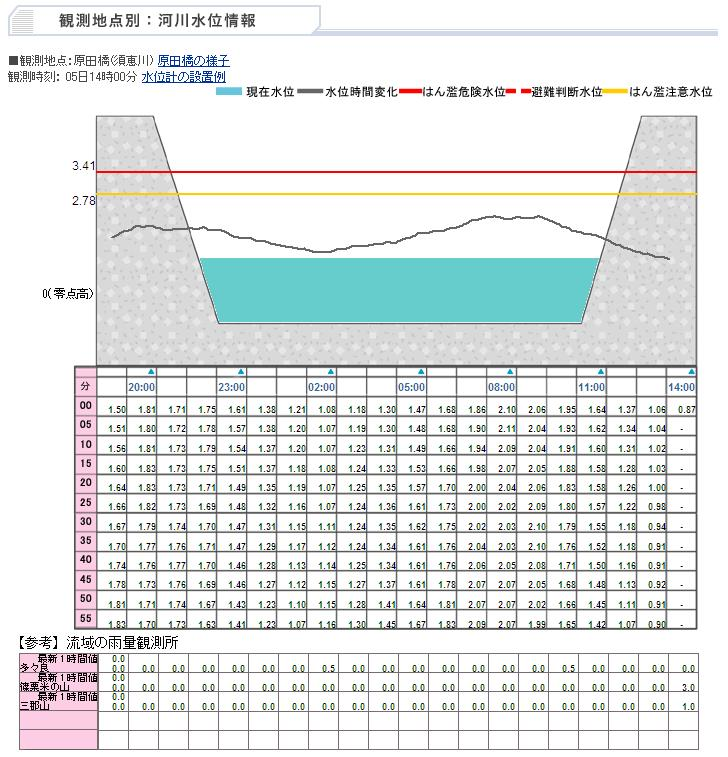 観測地点別：河川水位情報
■観測地点:原田橋(須恵川) 原田橋の様子
観測時刻: 05日14時00分 水位計の設置例
現在水位 水位時間変化 はん濫危険水位 避難判断水位 はん濫注意水位
3.41
2.78
0(零点高)
分 20:00 23:00 02:00 05:00 08:00 11:00 14:00
00 1.50 1.81 1.71 1.75 1.61 1.38 1.21 1.08 1.18 1.30 1.47 1.68 1.86 2.10 2.06 1.95 1.64 1.37 1.06 0.87
05 1.51 1.80 1.72 1.78 1.57 1.38 1.20 1.07 1.19 1.30 1.48 1.68 1.90 2.11 2.04 1.93 1.62 1.34 1.04 -
10 1.56 1.81 1.73 1.79 1.54 1.37 1.20 1.07 1.23 1.31 1.49 1.66 1.94 2.09 2.04 1.91 1.60 1.31 1.02 -
15 1.60 1.83 1.73 1.75 1.51 1.37 1.18 1.08 1.24 1.33 1.53 1.66 1.98 2.07 2.05 1.88 1.58 1.28 1.03 -
20 1.64 1.83 1.73 1.71 1.49 1.35 1.19 1.07 1.25 1.35 1.57 1.70 2.00 2.04 2.06 1.83 1.58 1.26 1.00 -
25 1.66 1.82 1.73 1.71 1.48 1.32 1.17 1.10 1.24 1.36 1.61 1.73 2.00 2.02 2.09 1.80 1.57 1.22 0.98 -
30 1.67 1.79 1.74 1.70 1.47 1.31 1.15 1.11 1.24 1.35 1.62 1.75 2.02 2.03 2.10 1.79 1.55 1.18 0.94 -
35 1.70 1.77 1.76 1.71 1.47 1.29 1.17 1.12 1.24 1.34 1.61 1.76 2.04 2.03 2.10 1.76 1.52 1.18 0.91 -
40 1.74 1.76 1.77 1.70 1.46 1.28 1.13 1.14 1.25 1.34 1.61 1.76 2.06 2.05 2.08 1.71 1.50 1.16 0.91 -
45 1.78 1.73 1.76 1.69 1.46 1.27 1.12 1.15 1.27 1.37 1.61 1.78 2.07 2.07 2.05 1.68 1.48 1.13 0.92 -
50 1.81 1.71 1.74 1.67 1.43 1.23 1.10 1.15 1.28 1.41 1.64 1.81 2.07 2.07 2.02 1.66 1.45 1.11 0.91 -
55 1.83 1.70 1.73 1.63 1.41 1.23 1.07 1.16 1.30 1.45 1.67 1.83 2.09 2.07 1.99 1.65 1.42 1.07 0.90 -
【参考】流域の雨量観測所
最新１時間値 0.0
多々良 0.0 0.0 0.0 0.0 0.0 0.0 0.0 0.5 0.0 0.0 0.0 0.0 0.0 0.0 0.0 0.5 0.0 0.0 0.0 0.0
最新１時間値 0.0
篠栗米の山 0.0 0.0 0.0 0.0 0.0 0.0 0.0 0.0 0.0 0.0 0.0 0.0 0.0 0.0 0.0 0.0 0.0 0.0 0.0 3.0
最新１時間値 0.0
三郡山 0.0 0.0 0.0 0.0 0.0 0.0 0.0 0.0 0.0 0.0 0.0 0.0 0.0 0.0 0.0 0.0 0.0 0.0 0.0 1.0